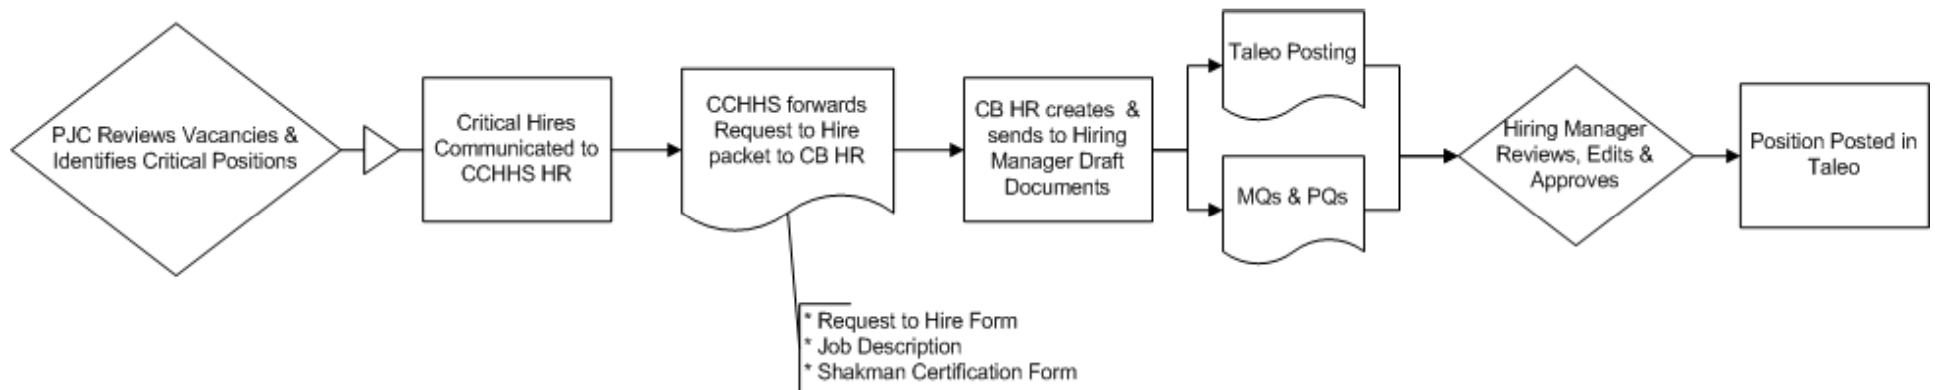 PJC Reviews Vacancies &
Identifies Critical Positions
Critical Hires
Communicated to
CCHHS HR
CCHHS forwards
Request to Hire
packet to CB HR
* Request to Hire Form
* Job Description
* Shakman Certification Form
CB HR creates & 
sends to Hiring
Manager Draft
Documents
Taleo Posting
MQs & PQs
Hiring Manager
Reviews, Edits &
Approves
Position Posted in
Taleo